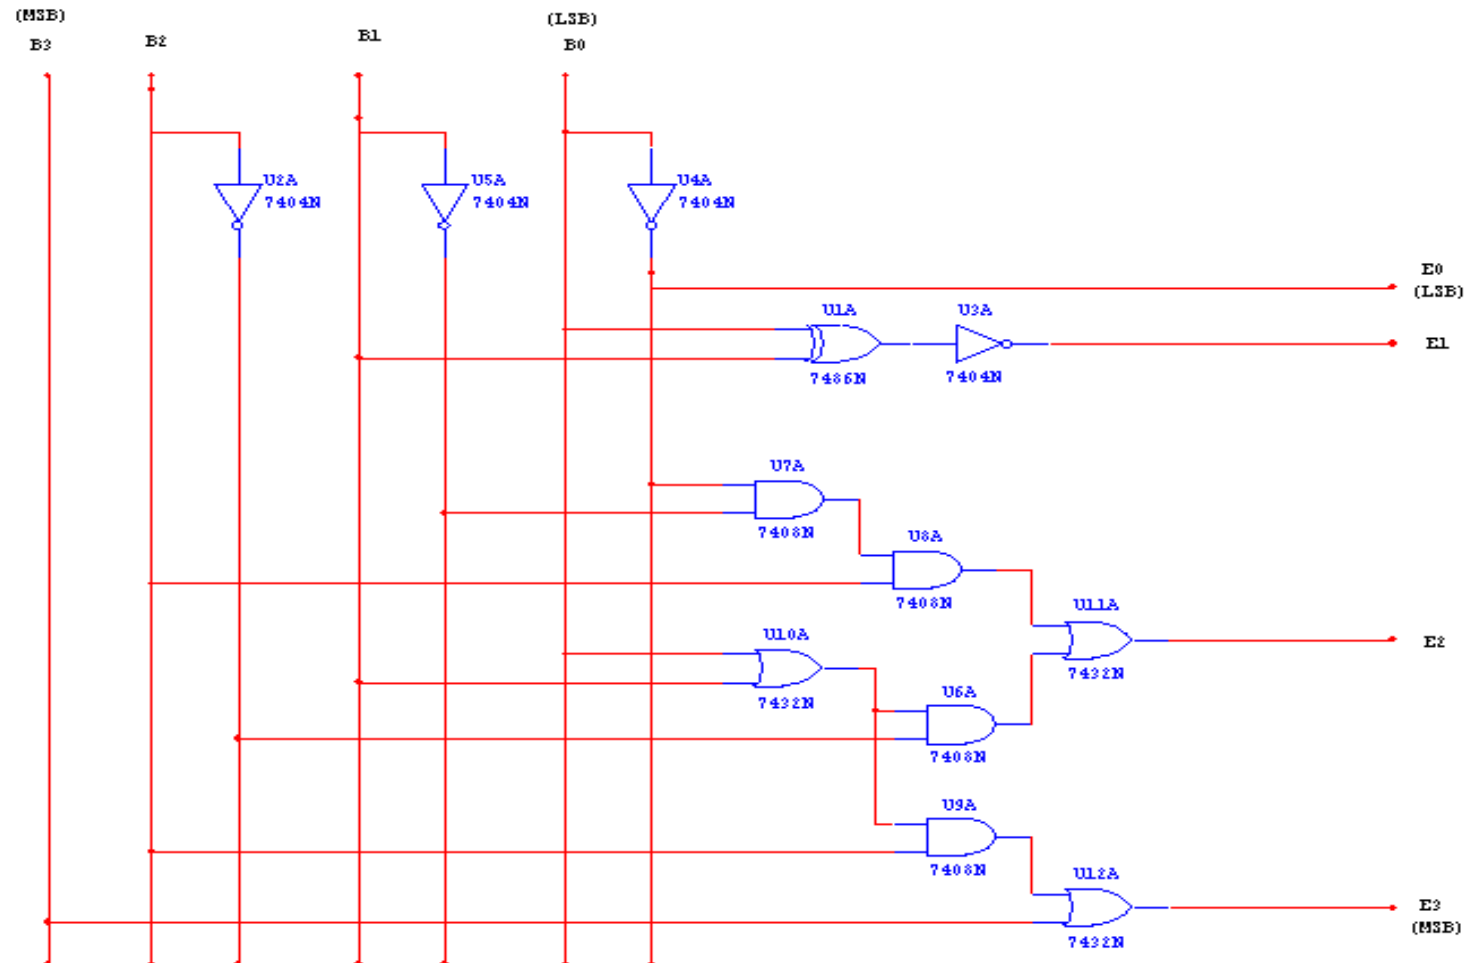 (MSB)
B3
B2
B1
(LSB)
B0
U2A
7404N
U5A
7404N
U4A
7404N
E0
(LSB)
U1A
7486N
U3A
7404N
E1
U7A
7408N
U8A
7408N
U11A
7432N
E2
U10A
7432N
U6A
7408N
U9A
7408N
U12A
7432N
E3
(MSB)